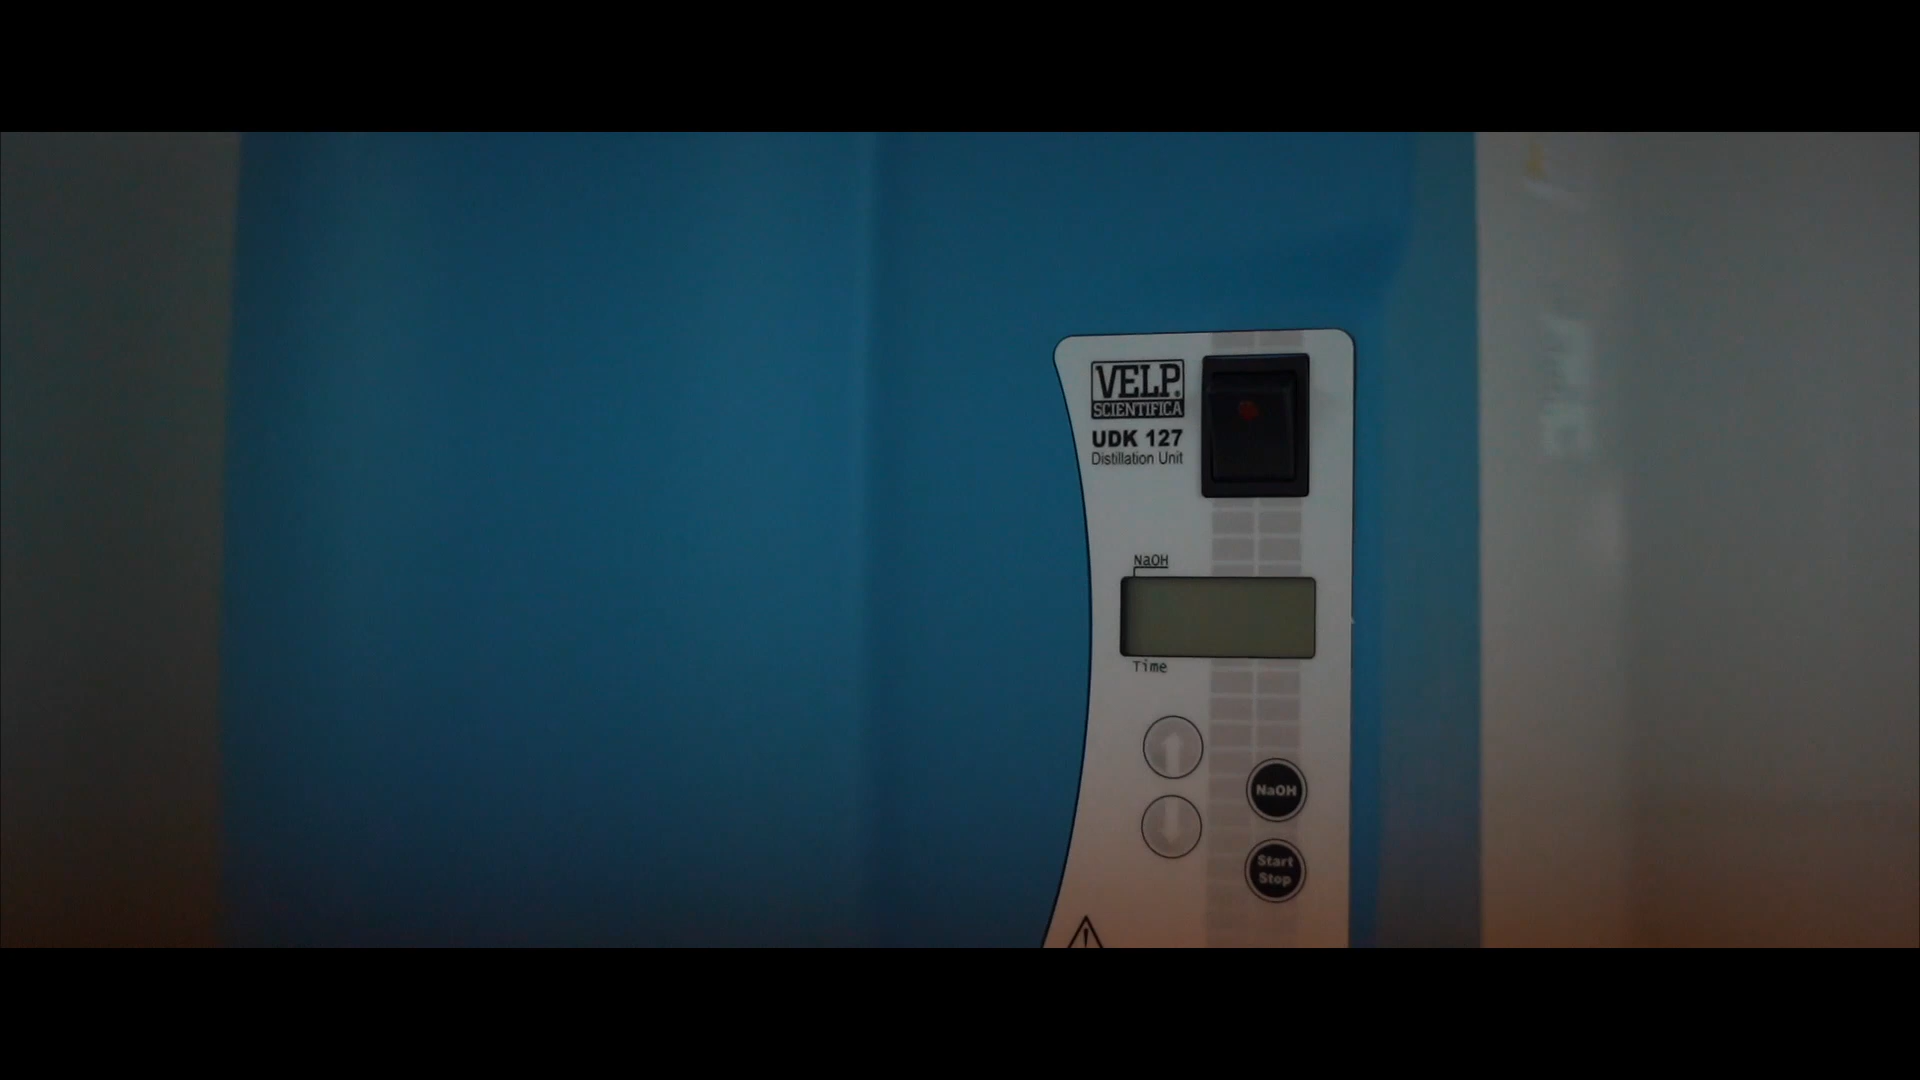 VELP
SCIENTIFICA
UDK 127
Distillation Unit
NaOH
Time
NaOH
Start
Stop